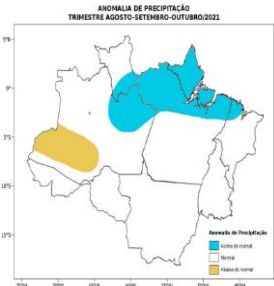 ANOMALIA DE PRECIPITAÇÃO
TRIMESTRE AGOSTO-SETEMBRO-OUTUBRO/2021
5°N
0°
5°S
10°S
15°S
Anomalia de Precipitação
Acima do normal
Normal
Abaixo do normal